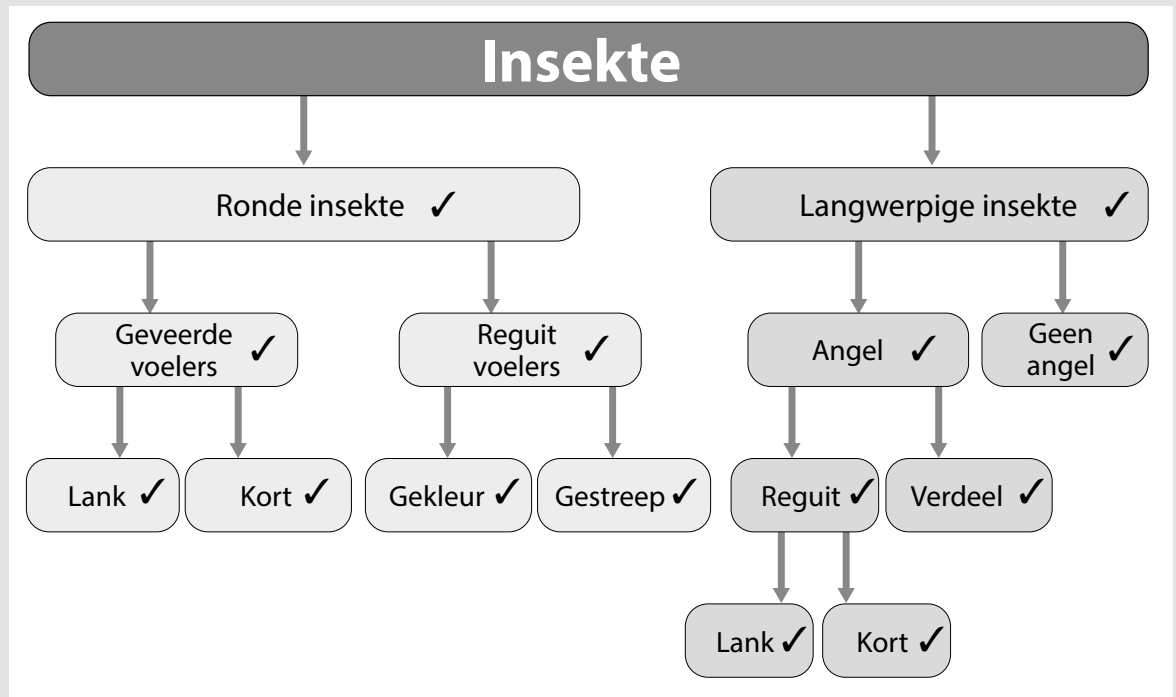 Insekte
Ronde insekte ✓
Langwerpige insekte ✓
Geveerde
voelers ✓
Reguit
voelers ✓
Angel ✓
Geen
angel ✓
Lank ✓
Kort ✓
Gekleur ✓
Gestreep ✓
Reguit ✓
Verdeel ✓
Lank ✓
Kort ✓